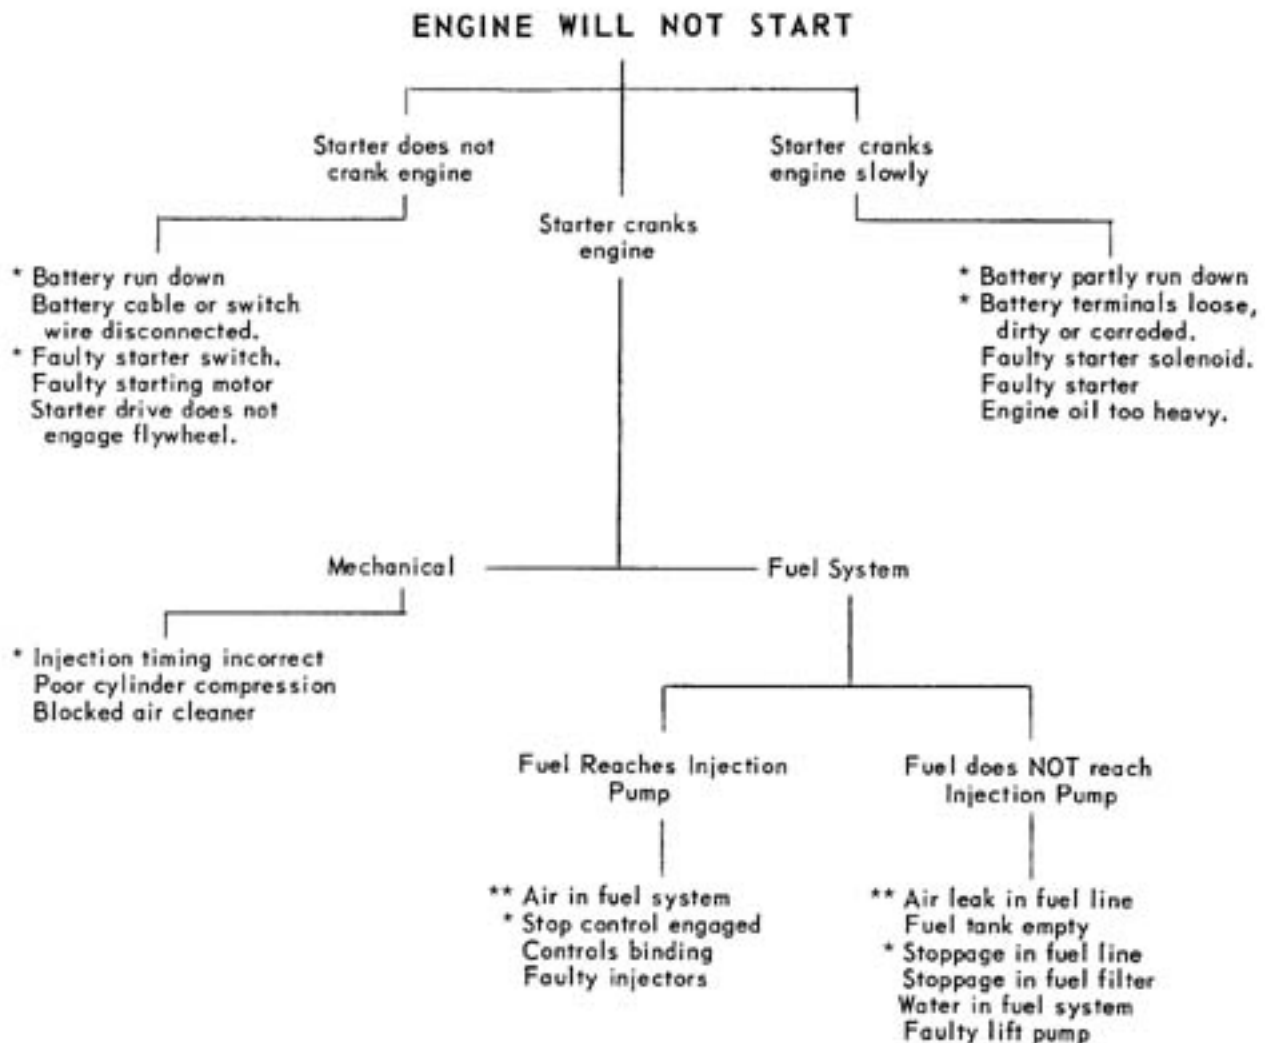 ENGINE WILL NOT START
Starter does not
crank engine
Starter cranks
engine slowly
Starter cranks
engine
* Battery run down
Battery cable or switch
wire disconnected.
* Faulty starter switch.
Faulty starting motor
Starter drive does not
engage flywheel.
* Battery partly run down
* Battery terminals loose,
dirty or corroded.
Faulty starter solenoid.
Faulty starter
Engine oil too heavy.
Mechanical
Fuel System
* Injection timing incorrect
Poor cylinder compression
Blocked air cleaner
Fuel Reaches Injection
Pump
Fuel does NOT reach
Injection Pump
** Air in fuel system
* Stop control engaged
Controls binding
Faulty injectors
** Air leak in fuel line
Fuel tank empty
* Stoppage in fuel line
Stoppage in fuel filter
Water in fuel system
Faulty lift pump